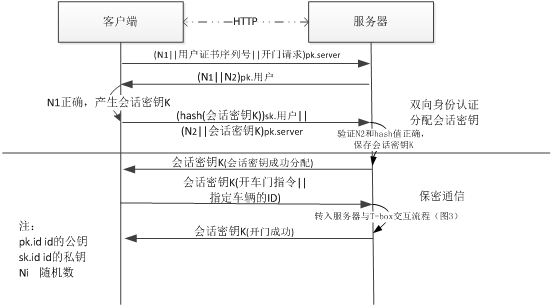 客户端
HTTP
服务器
(N1||用户证书序列号||开门请求)pk.server
(N1||N2)pk.用户
N1正确，产生会话密钥K
(hash(会话密钥K))sk.用户||
(N2||会话密钥K)pk.server
双向身份认证
分配会话密钥
验证N2和hash值正确，
保存会话密钥K
会话密钥K(会话密钥成功分配)
会话密钥K(开车门指令||
指定车辆的ID)
保密通信
转入服务器与T-box交互流程（图3）
会话密钥K(开门成功)
注：
pk.id id的公钥
sk.id id的私钥
Ni 随机数